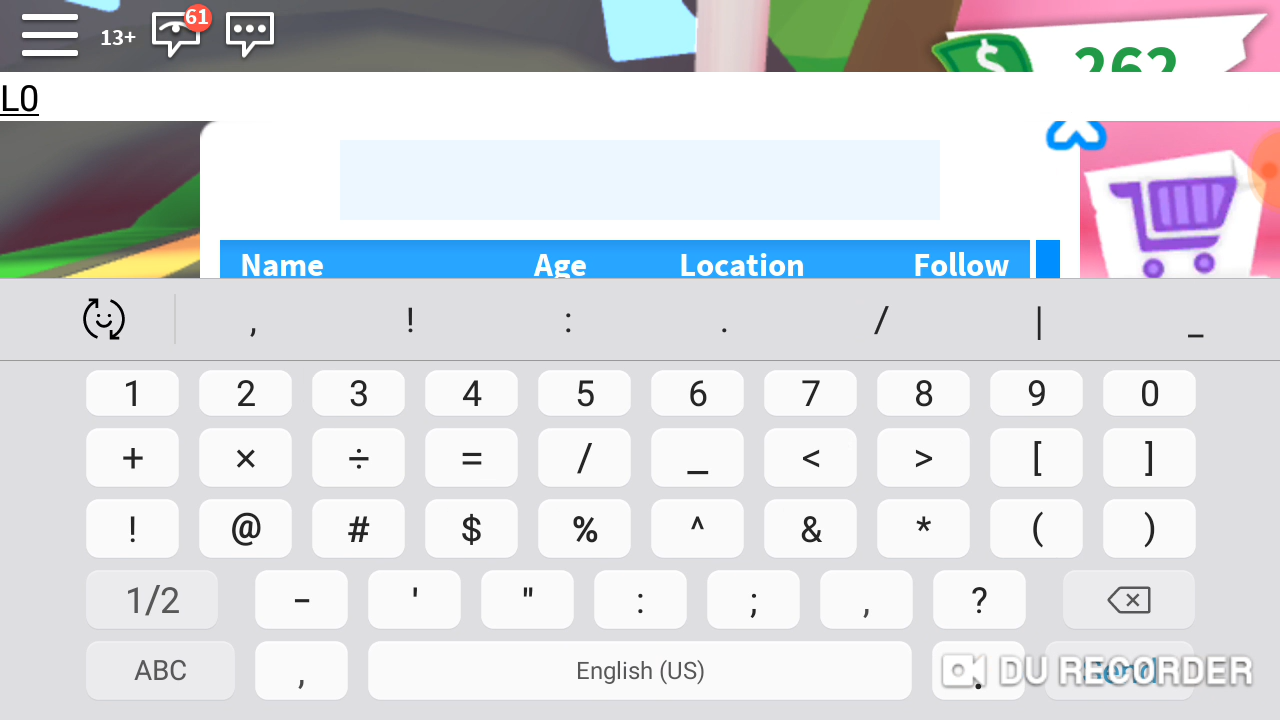 13+ 61
262
L0
Name Age Location Follow
, ! : . / | _
1 2 3 4 5 6 7 8 9 0
+ × ÷ = / _ < > [ ]
! @ # $ % ^ & * ( )
1/2 - ' " : ; , ?
ABC , English (US) . Send
DU RECORDER